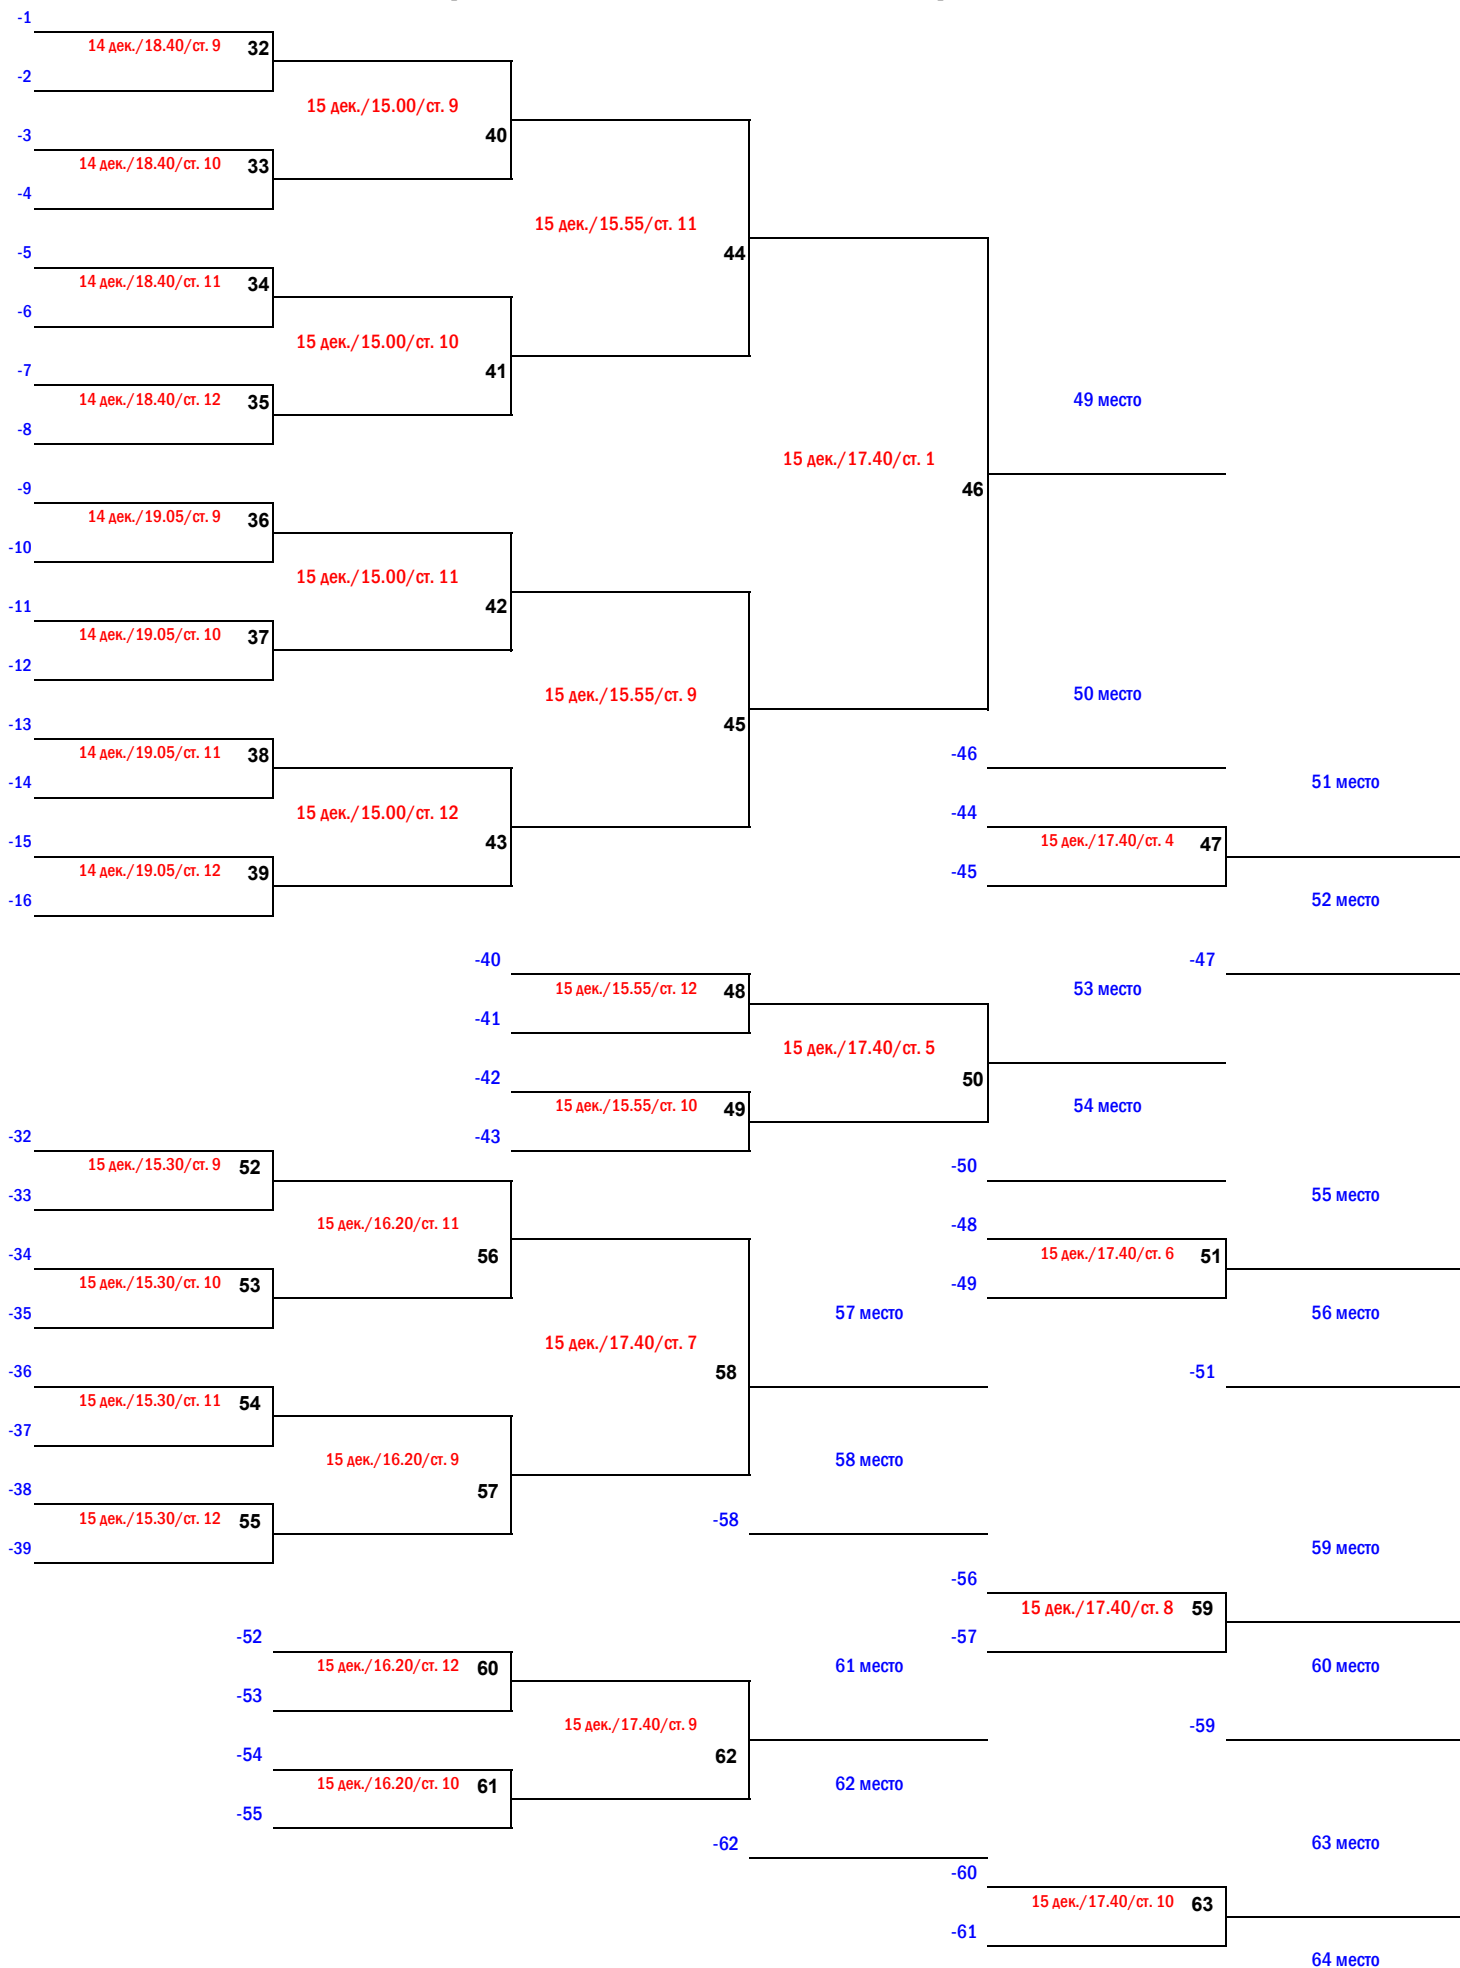 -1
14 дек./18.40/ст. 9 32
-2
15 дек./15.00/ст. 9
-3
40
14 дек./18.40/ст. 10 33
-4
15 дек./15.55/ст. 11
-5
44
14 дек./18.40/ст. 11 34
-6
15 дек./15.00/ст. 10
-7
41
14 дек./18.40/ст. 12 35
49 место
-8
15 дек./17.40/ст. 1
-9
46
14 дек./19.05/ст. 9 36
-10
15 дек./15.00/ст. 11
-11
42
14 дек./19.05/ст. 10 37
-12
15 дек./15.55/ст. 9
50 место
-13
45
14 дек./19.05/ст. 11 38
-46
-14
51 место
15 дек./15.00/ст. 12
-44
-15
43
15 дек./17.40/ст. 4 47
14 дек./19.05/ст. 12 39
-45
-16
52 место
-40
-47
15 дек./15.55/ст. 12 48
53 место
-41
15 дек./17.40/ст. 5
-42
50
15 дек./15.55/ст. 10 49
54 место
-32
-43
15 дек./15.30/ст. 9 52
-50
-33
55 место
15 дек./16.20/ст. 11
-48
-34
56
15 дек./17.40/ст. 6 51
15 дек./15.30/ст. 10 53
-49
-35
57 место
56 место
15 дек./17.40/ст. 7
-36
58
-51
15 дек./15.30/ст. 11 54
-37
15 дек./16.20/ст. 9
58 место
-38
57
15 дек./15.30/ст. 12 55
-58
-39
59 место
-56
15 дек./17.40/ст. 8 59
-52
-57
15 дек./16.20/ст. 12 60
61 место
60 место
-53
15 дек./17.40/ст. 9
-59
-54
62
15 дек./16.20/ст. 10 61
62 место
-55
-62
63 место
-60
15 дек./17.40/ст. 10 63
-61
64 место